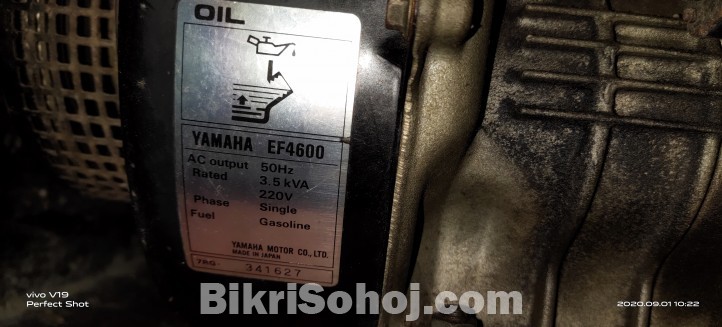 OIL
YAMAHA EF4600
AC output 50Hz
Rated 3.5 kVA
220V
Phase Single
Fuel Gasoline
YAMAHA MOTOR CO., LTD.
MADE IN JAPAN
341627
BikriSohoj.com
vivo V19
Perfect Shot
2020.09.01 10:22